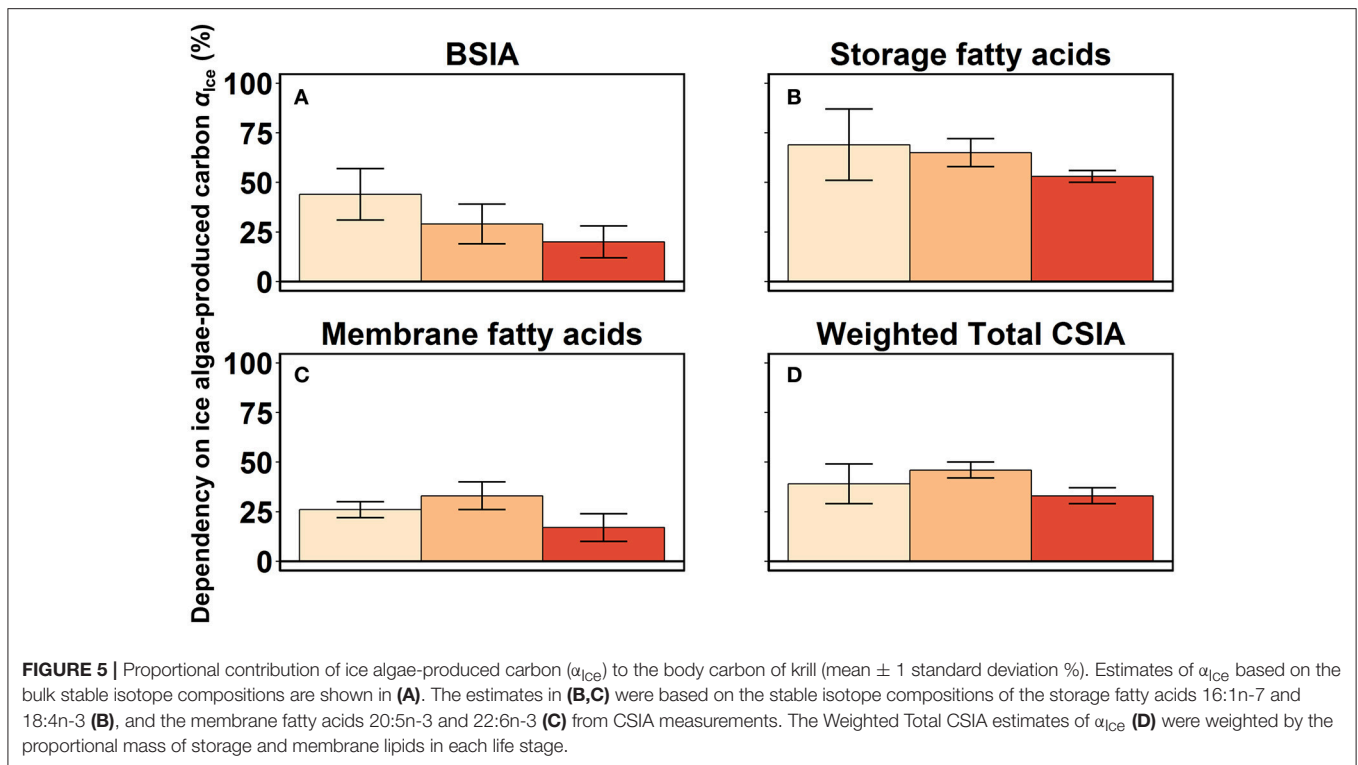 Dependency on ice algae-produced carbon αIce (%)
BSIA
Storage fatty acids
100
75
50
25
0
A
B
Membrane fatty acids
Weighted Total CSIA
100
75
50
25
0
C
D
FIGURE 5 | Proportional contribution of ice algae-produced carbon (αIce) to the body carbon of krill (mean ± 1 standard deviation %). Estimates of αIce based on the
bulk stable isotope compositions are shown in (A). The estimates in (B,C) were based on the stable isotope compositions of the storage fatty acids 16:1n-7 and
18:4n-3 (B), and the membrane fatty acids 20:5n-3 and 22:6n-3 (C) from CSIA measurements. The Weighted Total CSIA estimates of αIce (D) were weighted by the
proportional mass of storage and membrane lipids in each life stage.